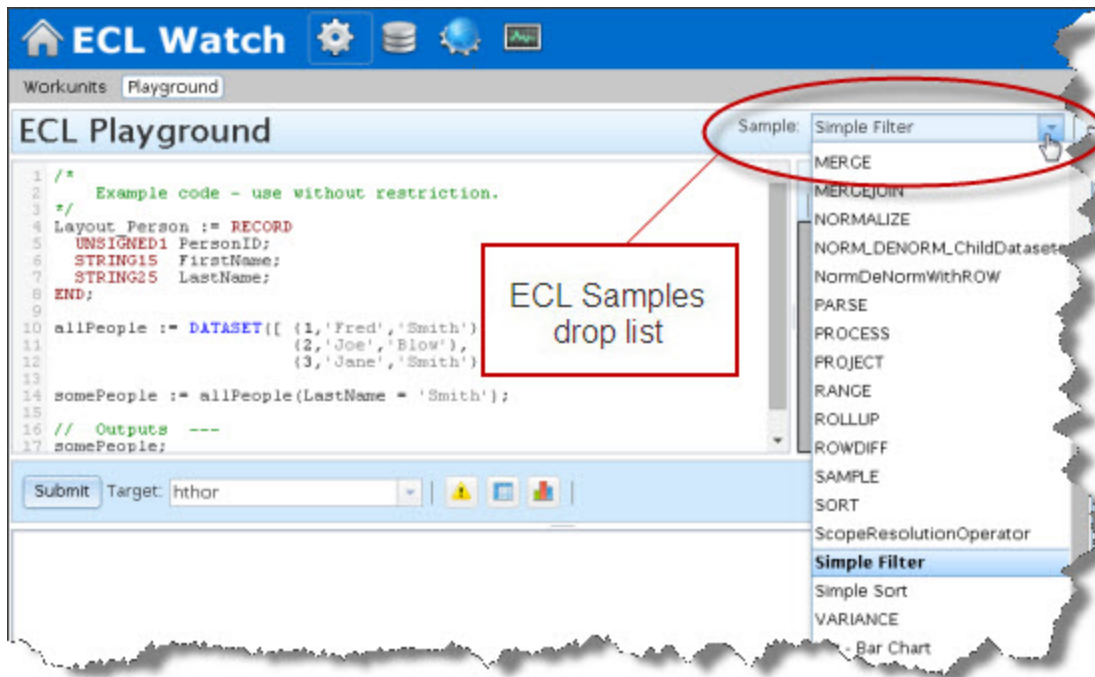 ECL Watch
Workunits Playground
ECL Playground
Sample: Simple Filter
1 /*
2 Example code - use without restriction.
3 */
4 Layout_Person := RECORD
5 UNSIGNED1 PersonID;
6 STRING15 FirstName;
7 STRING25 LastName;
8 END;
9
10 allPeople := DATASET([ {1,'Fred','Smith')
11 {2,'Joe','Blow'),
12 {3,'Jane','Smith')
13
14 somePeople := allPeople(LastName = 'Smith');
15
16 // Outputs ---
17 somePeople;
ECL Samples
drop list
Submit Target: hthor
MERGE
MERGEJOIN
NORMALIZE
NORM_DENORM_ChildDatasets
NormDeNormWithROW
PARSE
PROCESS
PROJECT
RANGE
ROLLUP
ROWDIFF
SAMPLE
SORT
ScopeResolutionOperator
Simple Filter
Simple Sort
VARIANCE
- Bar Chart